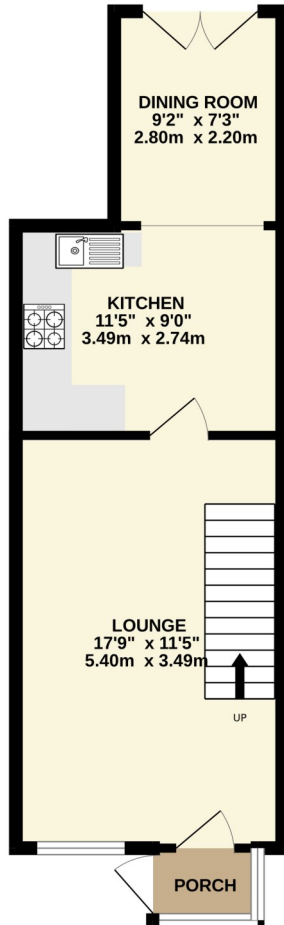 DINING ROOM
9'2" x 7'3"
2.80m x 2.20m
KITCHEN
11'5" x 9'0"
3.49m x 2.74m
LOUNGE
17'9" x 11'5"
5.40m x 3.49m
UP
PORCH